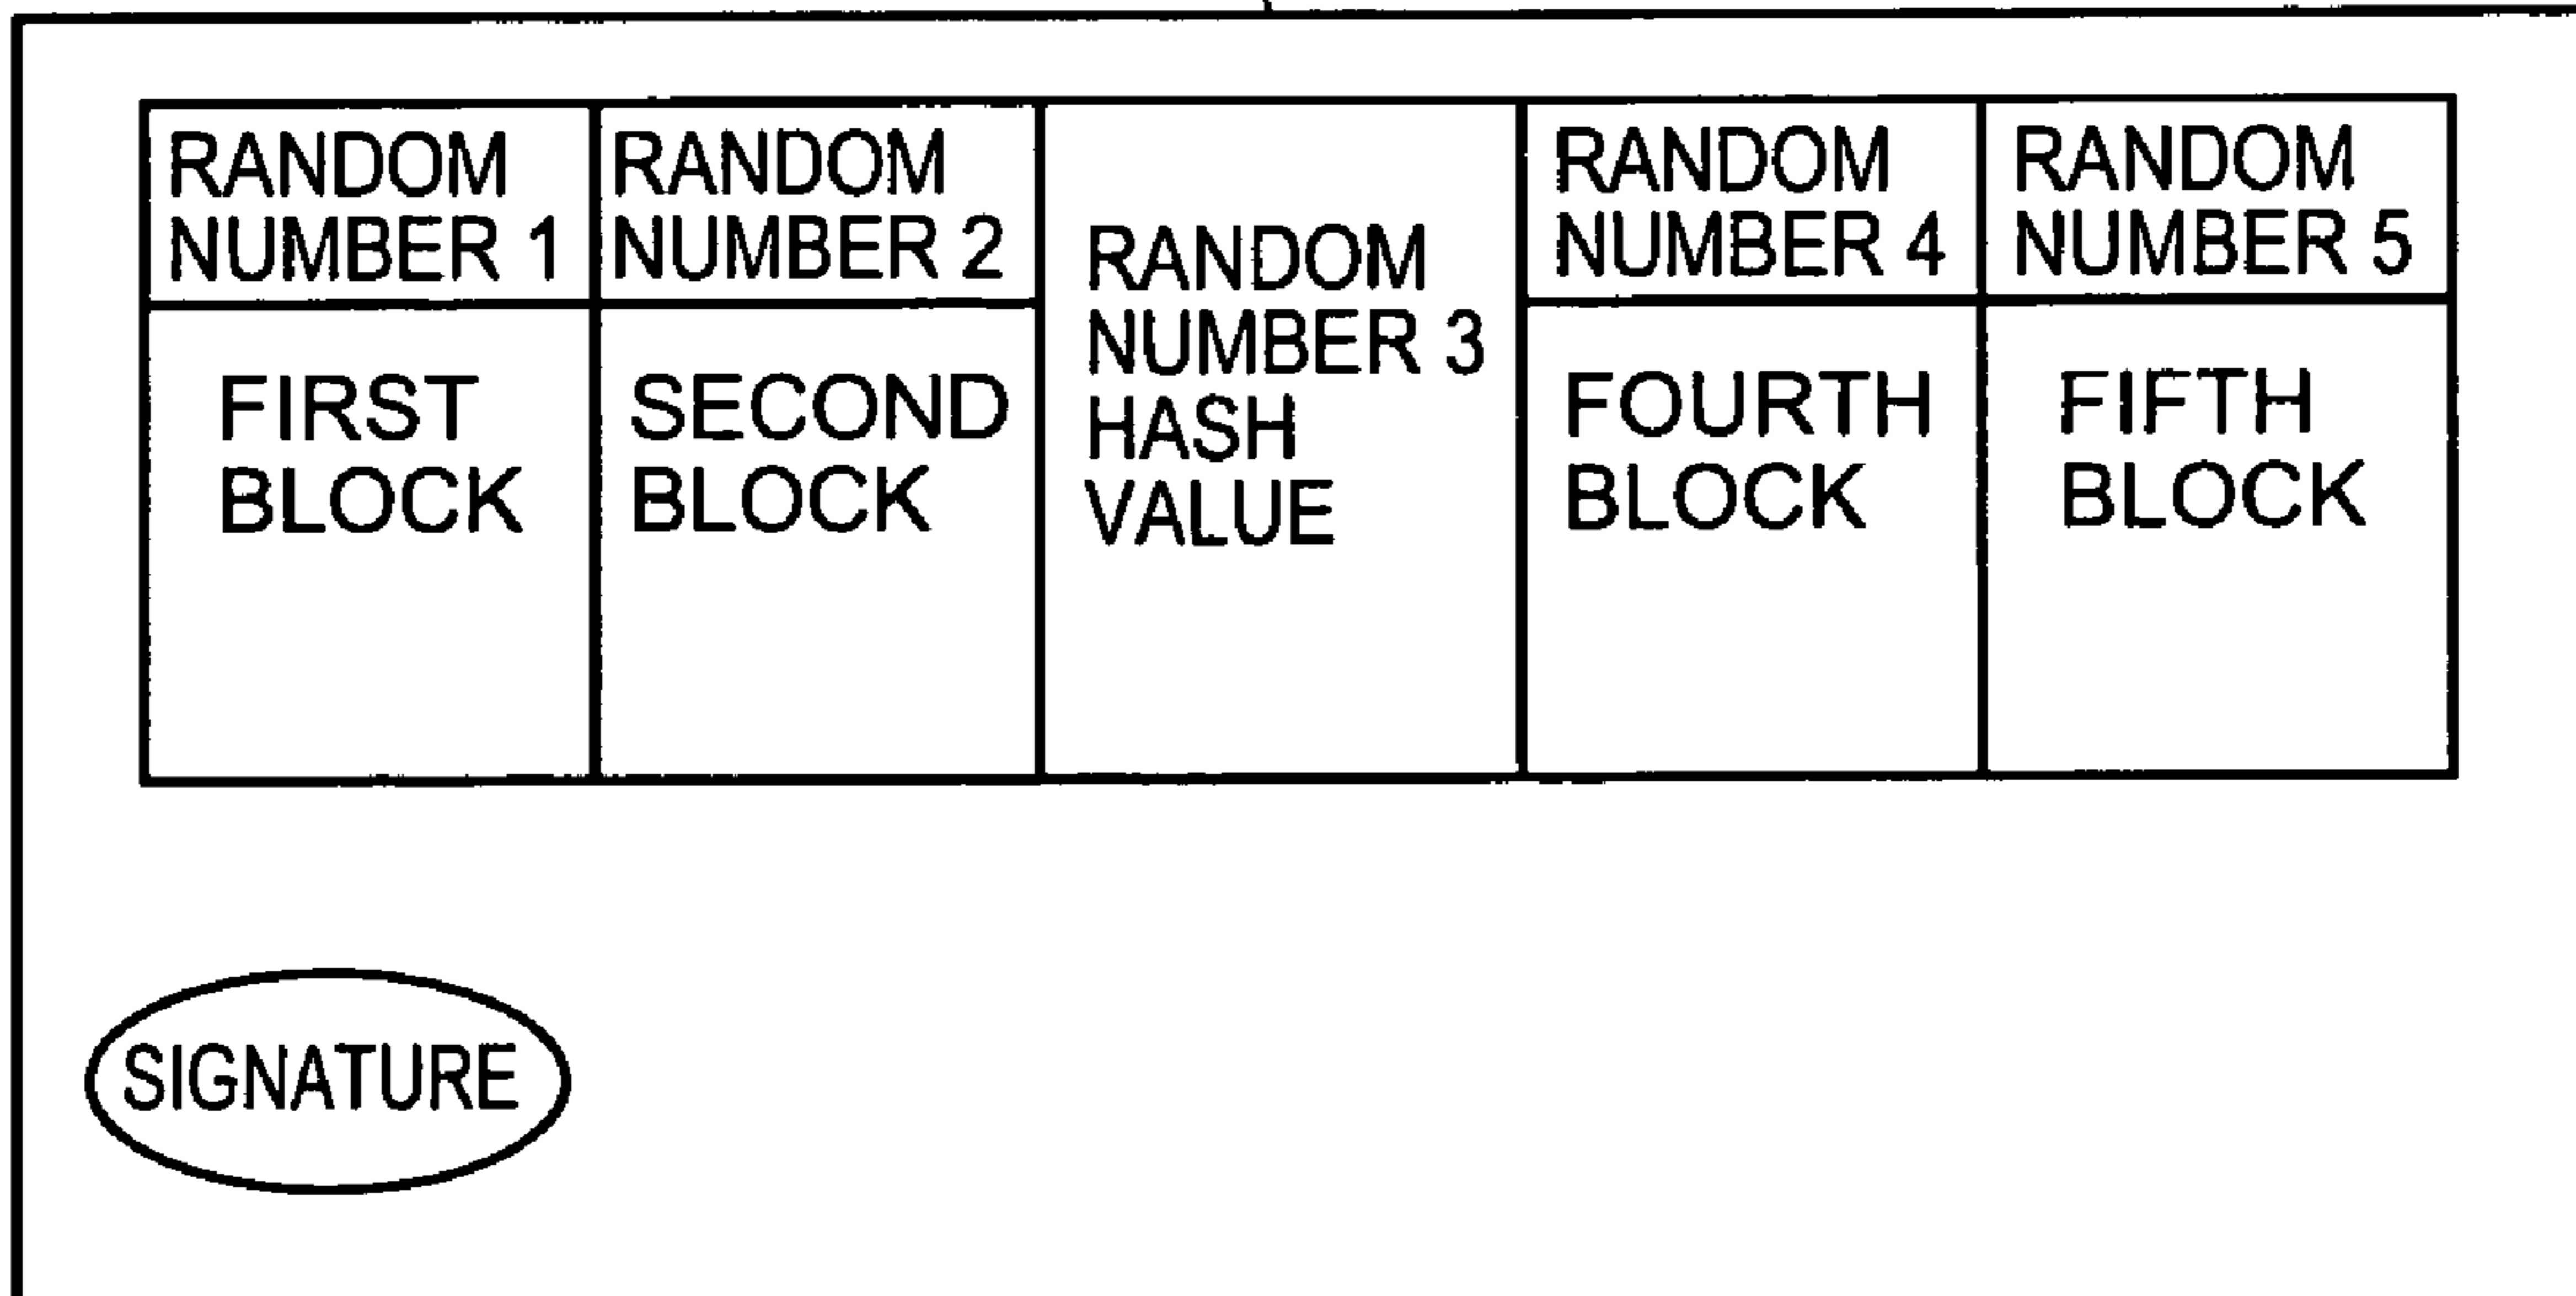 RANDOM
NUMBER 1
RANDOM
NUMBER 2
RANDOM
NUMBER 3
HASH
VALUE
RANDOM
NUMBER 4
RANDOM
NUMBER 5
FIRST
BLOCK
SECOND
BLOCK
FOURTH
BLOCK
FIFTH
BLOCK
SIGNATURE